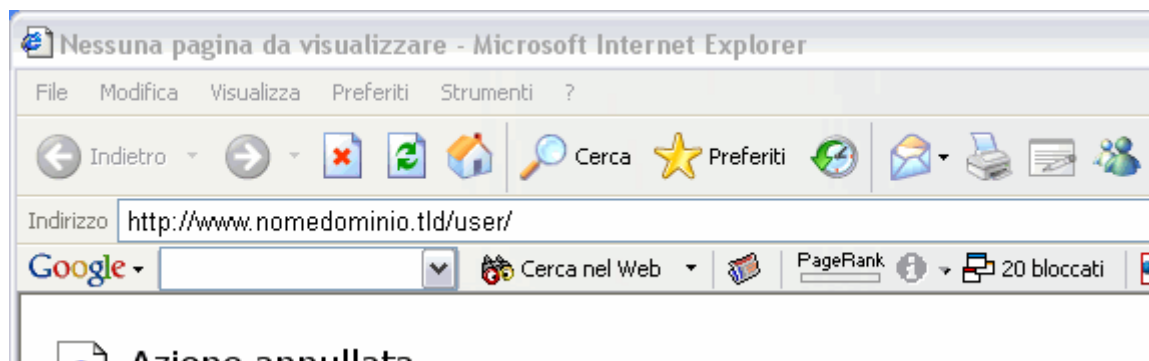 Nessuna pagina da visualizzare - Microsoft Internet Explorer
File Modifica Visualizza Preferiti Strumenti ?
Indietro Cerca Preferiti
Indirizzo http://www.nomedominio.tld/user/
Google Cerca nel Web PageRank 20 bloccati
Azione annullata